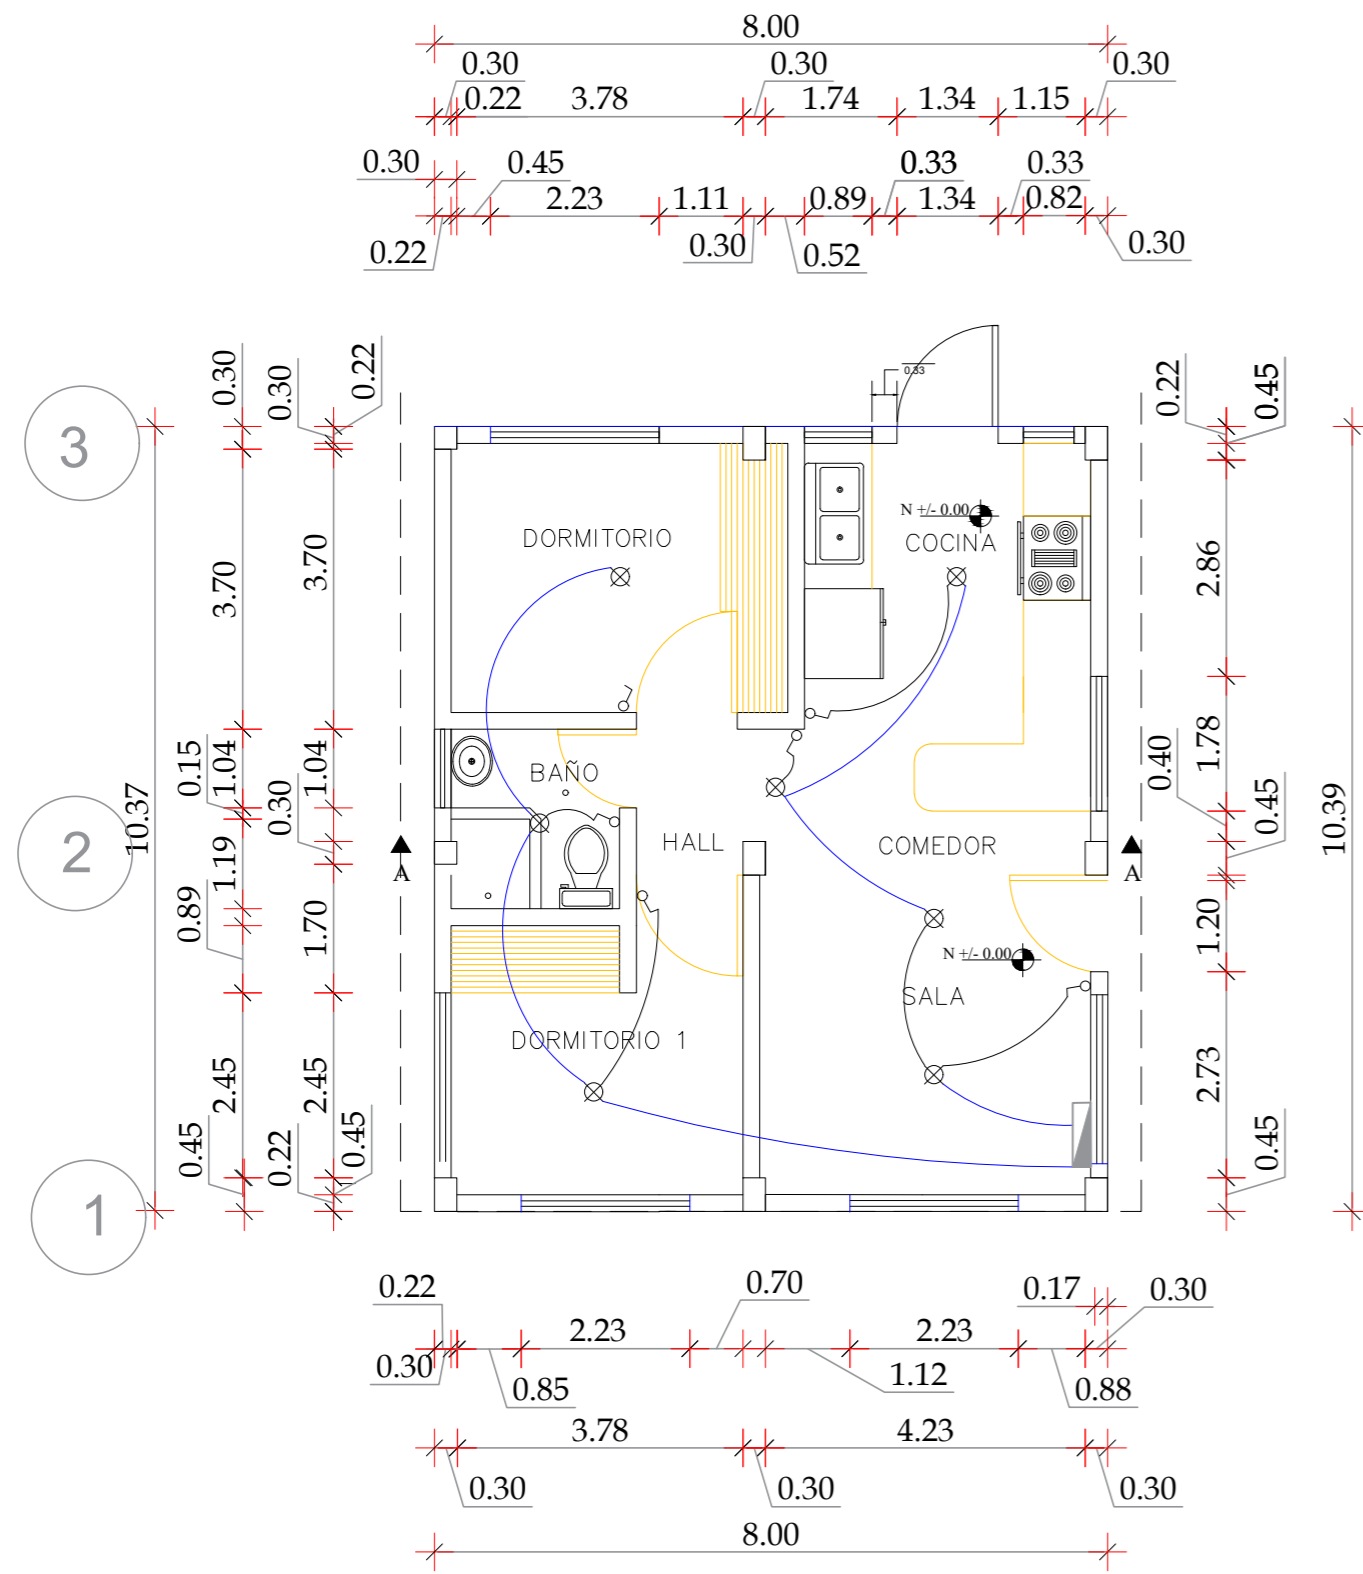 8.00
0.30 0.30 0.30
0.22 3.78 1.74 1.34 1.15
0.30 0.45 0.33 0.33
2.23 1.11 0.89 1.34 0.82
0.22 0.30 0.52 0.30
0.30 0.30 0.22
0.33
0.22 0.45
3
3.70 3.70
DORMITORIO
N +/- 0.00
COCINA
2.86
0.15 1.04 0.30 1.04
BAÑO
1.78
0.40 0.45
10.37
10.39
2
1.19
A
HALL
COMEDOR
A
0.89 1.70
1.20
N +/- 0.00
SALA
DORMITORIO 1
2.45 2.45
2.73
0.45 0.22 0.45
0.45
1
0.22 0.70 0.17 0.30
2.23 2.23
0.30 0.85 1.12 0.88
3.78 4.23
0.30 0.30 0.30
8.00